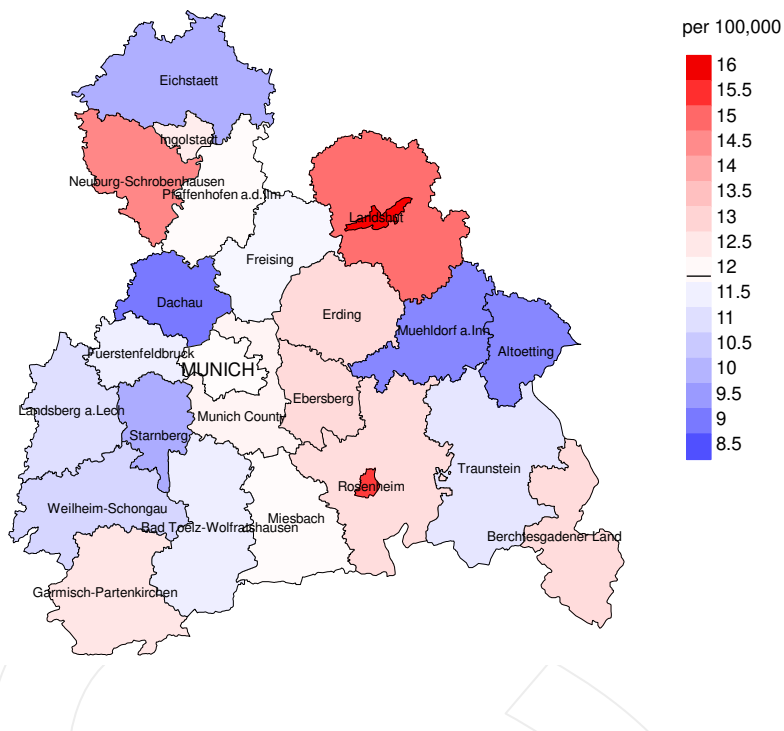 per 100,000
16
15.5
15
14.5
14
13.5
13
12.5
12
11.5
11
10.5
10
9.5
9
8.5
Eichstaett
Ingolstadt
Neuburg-Schrobenhausen
Pfaffenhofen a.d.Ilm
Landshut
Freising
Dachau
Erding
Muehldorf a.Inn
Altoetting
Fuerstenfeldbruck
MUNICH
Ebersberg
Landsberg a.Lech
Munich County
Starnberg
Traunstein
Rosenheim
Weilheim-Schongau
Miesbach
Bad Toelz-Wolfratshausen
Berchtesgadener Land
Garmisch-Partenkirchen